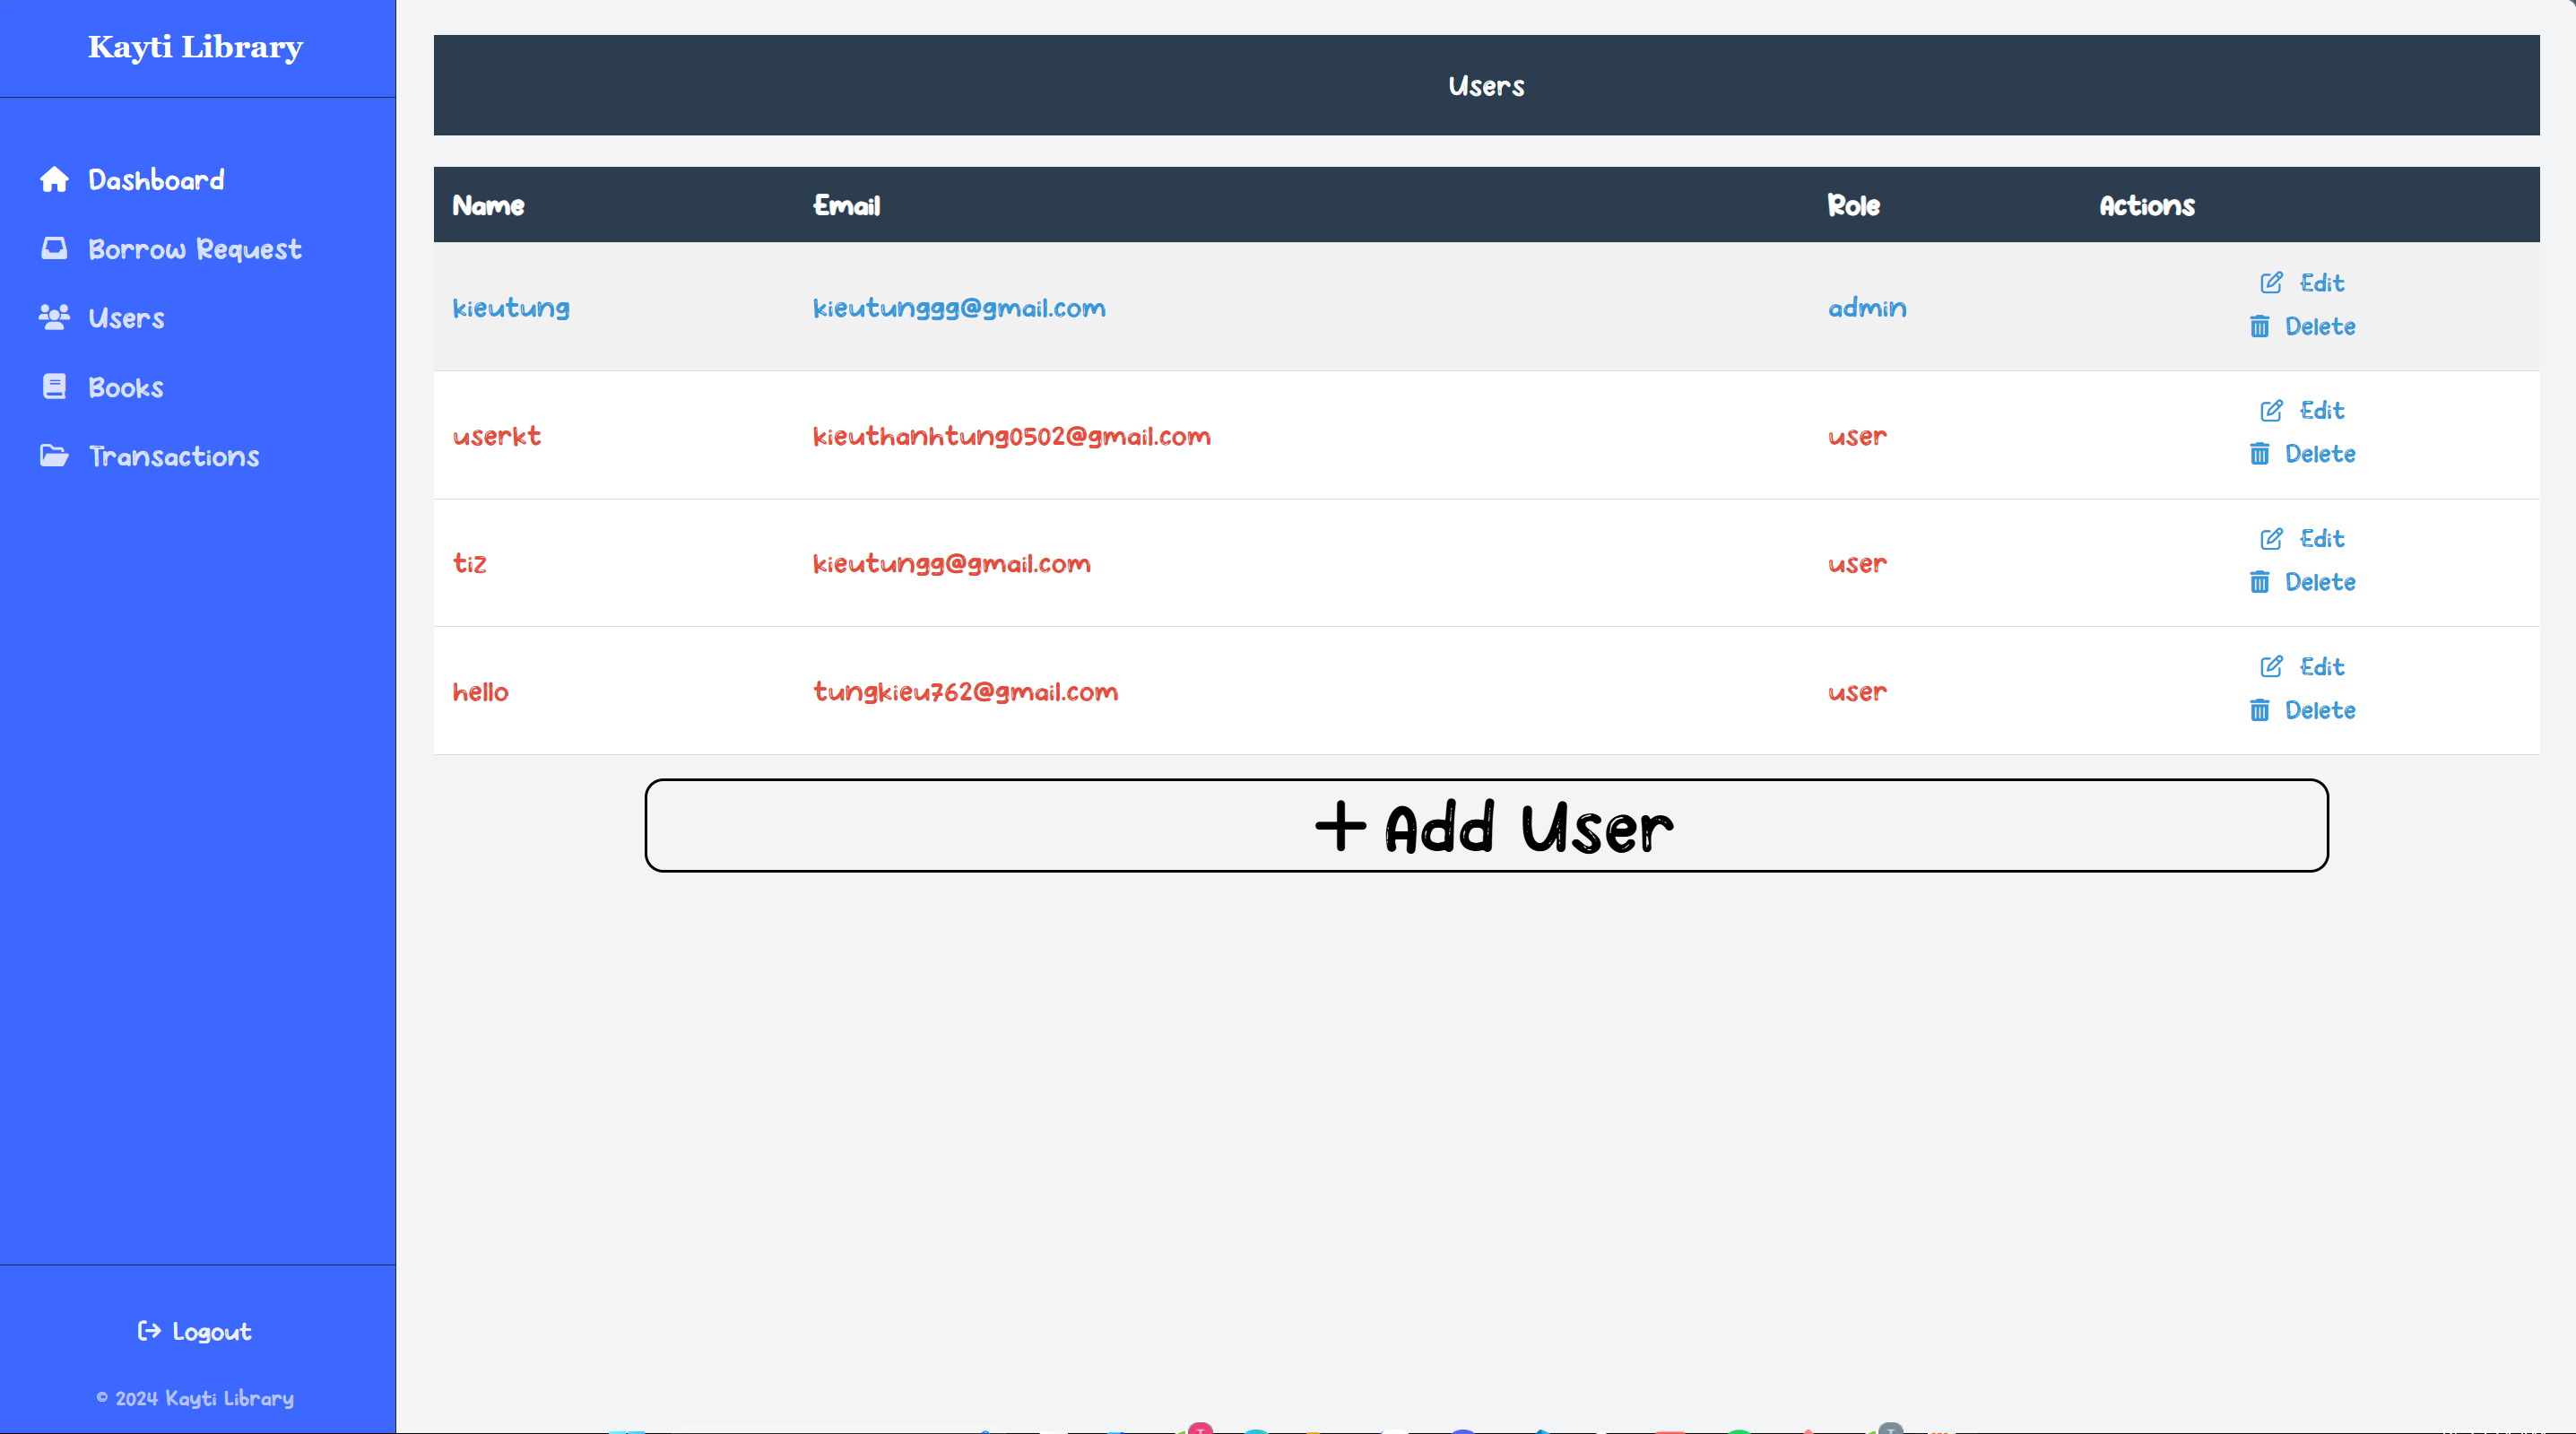 Kayti Library
Dashboard
Borrow Request
Users
Books
Transactions
Logout
© 2024 Kayti Library
Users
Name Email Role Actions
kieutung kieutunggg@gmail.com admin Edit
Delete
userkt kieuthanhtung0502@gmail.com user Edit
Delete
tiz kieutungg@gmail.com user Edit
Delete
hello tungkieu762@gmail.com user Edit
Delete
+ Add User